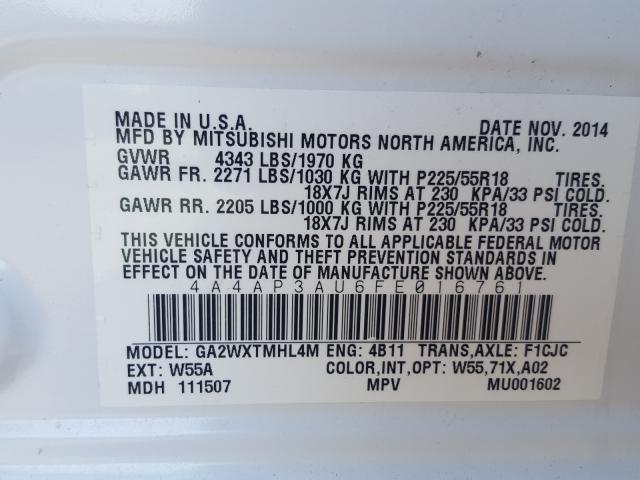 MADE IN U.S.A. DATE NOV. 2014
MFD BY MITSUBISHI MOTORS NORTH AMERICA, INC.
GVWR 4343 LBS/1970 KG
GAWR FR. 2271 LBS/1030 KG WITH P225/55R18 TIRES.
18X7J RIMS AT 230 KPA/33 PSI COLD.
GAWR RR. 2205 LBS/1000 KG WITH P225/55R18 TIRES.
18X7J RIMS AT 230 KPA/33 PSI COLD.
THIS VEHICLE CONFORMS TO ALL APPLICABLE FEDERAL MOTOR
VEHICLE SAFETY AND THEFT PREVENTION STANDARDS IN
EFFECT ON THE DATE OF MANUFACTURE SHOWN ABOVE.
4A4AP3AU6FE016761
MODEL: GA2WXTMHL4M ENG: 4B11 TRANS,AXLE: F1CJC
EXT: W55A COLOR,INT,OPT: W55,71X,A02
MDH 111507 MPV MU001602